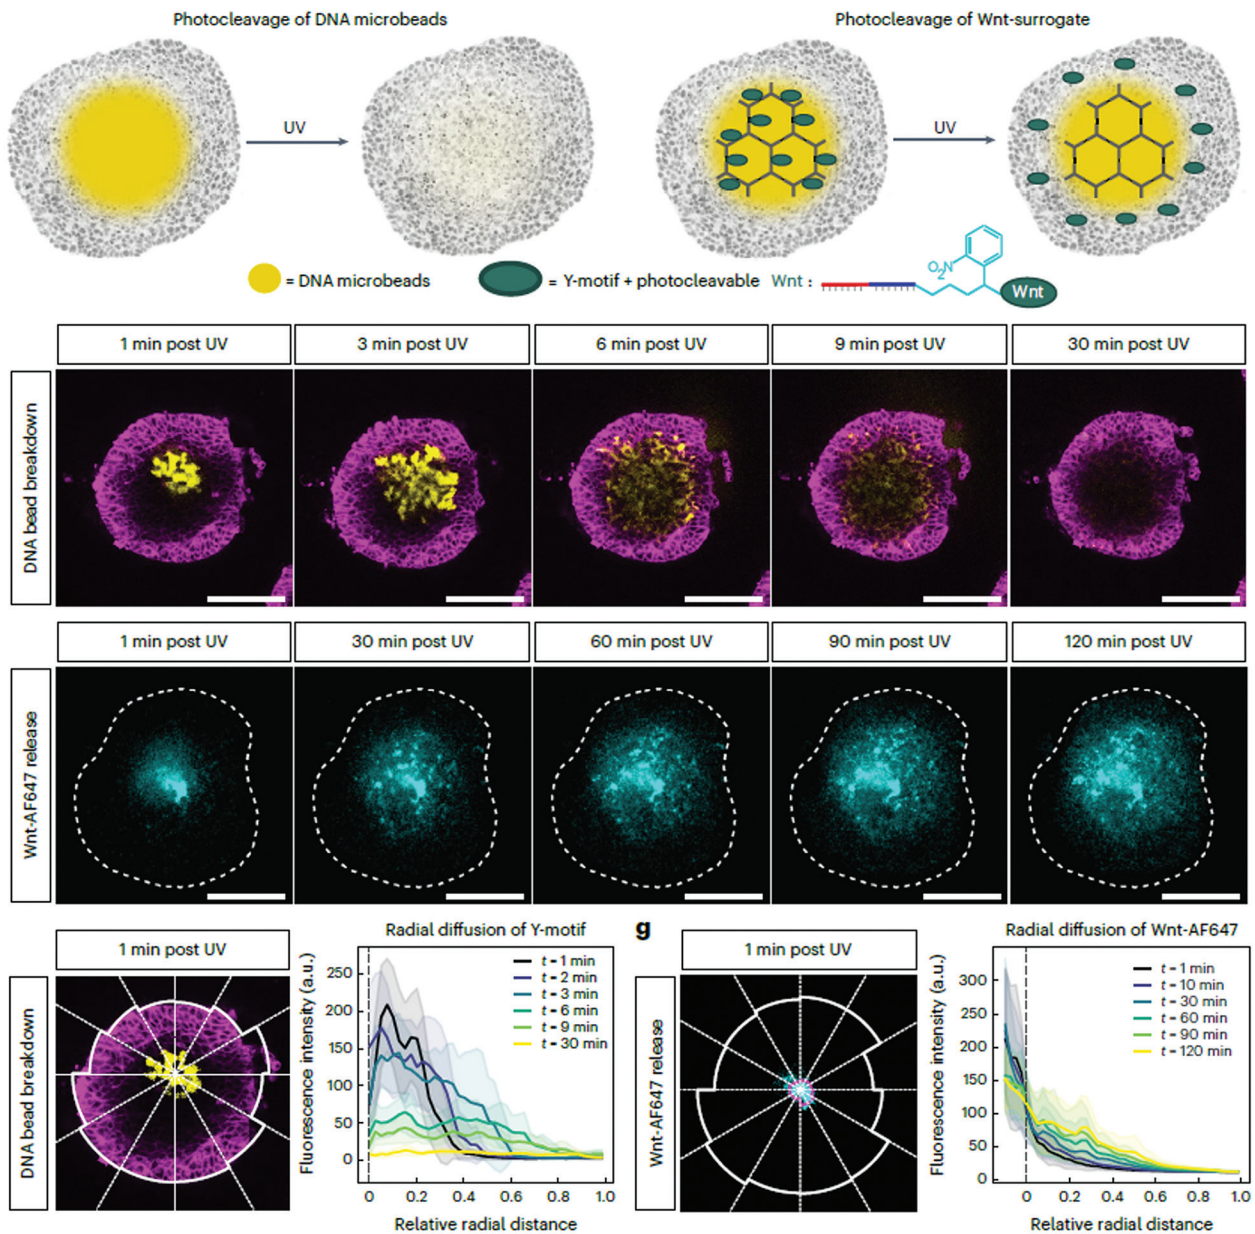 Photocleavage of DNA microbeads
Photocleavage of Wnt-surrogate
UV
UV
= DNA microbeads
= Y-motif + photocleavable Wnt :
O2N
Wnt
1 min post UV
3 min post UV
6 min post UV
9 min post UV
30 min post UV
DNA bead breakdown
1 min post UV
30 min post UV
60 min post UV
90 min post UV
120 min post UV
Wnt-AF647 release
1 min post UV
DNA bead breakdown
Radial diffusion of Y-motif
Fluorescence intensity (a.u.)
250
200
150
100
50
0
t = 1 min
t = 2 min
t = 3 min
t = 6 min
t = 9 min
t = 30 min
0 0.2 0.4 0.6 0.8 1.0
Relative radial distance
g
1 min post UV
Wnt-AF647 release
Radial diffusion of Wnt-AF647
Fluorescence intensity (a.u.)
300
250
200
150
100
50
0
t = 1 min
t = 10 min
t = 30 min
t = 60 min
t = 90 min
t = 120 min
0 0.2 0.4 0.6 0.8 1.0
Relative radial distance